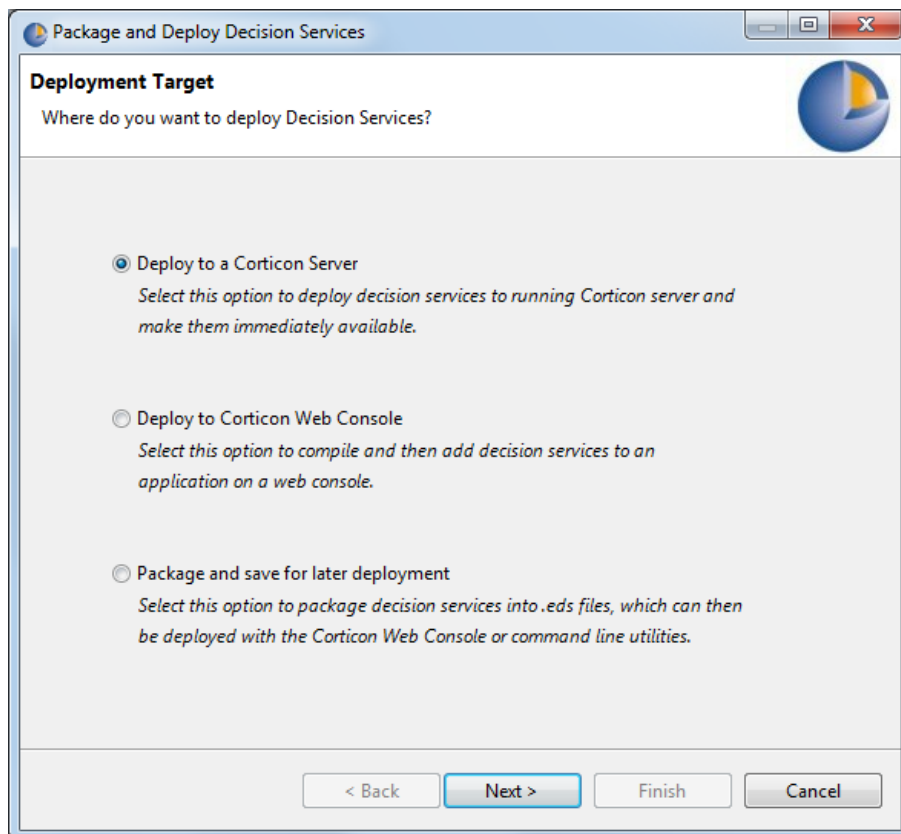 Package and Deploy Decision Services
Deployment Target
Where do you want to deploy Decision Services?
Deploy to a Corticon Server
Select this option to deploy decision services to running Corticon server and
make them immediately available.
Deploy to Corticon Web Console
Select this option to compile and then add decision services to an
application on a web console.
Package and save for later deployment
Select this option to package decision services into .eds files, which can then
be deployed with the Corticon Web Console or command line utilities.
< Back Next > Finish Cancel